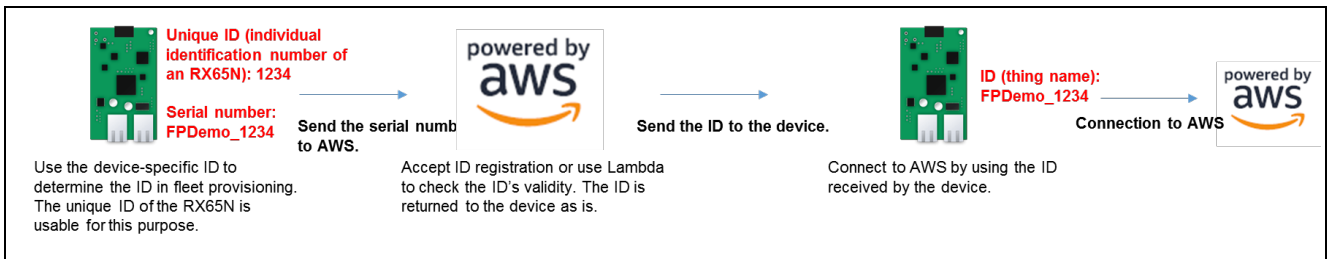 Unique ID (individual
identification number of
an RX65N): 1234
Serial number:
FPDemo_1234
Send the serial numb
to AWS.
powered by
aws
Send the ID to the device.
ID (thing name):
FPDemo_1234
Connection to AWS
powered by
aws
Use the device-specific ID to
determine the ID in fleet provisioning.
The unique ID of the RX65N is
usable for this purpose.
Accept ID registration or use Lambda
to check the ID's validity. The ID is
returned to the device as is.
Connect to AWS by using the ID
received by the device.